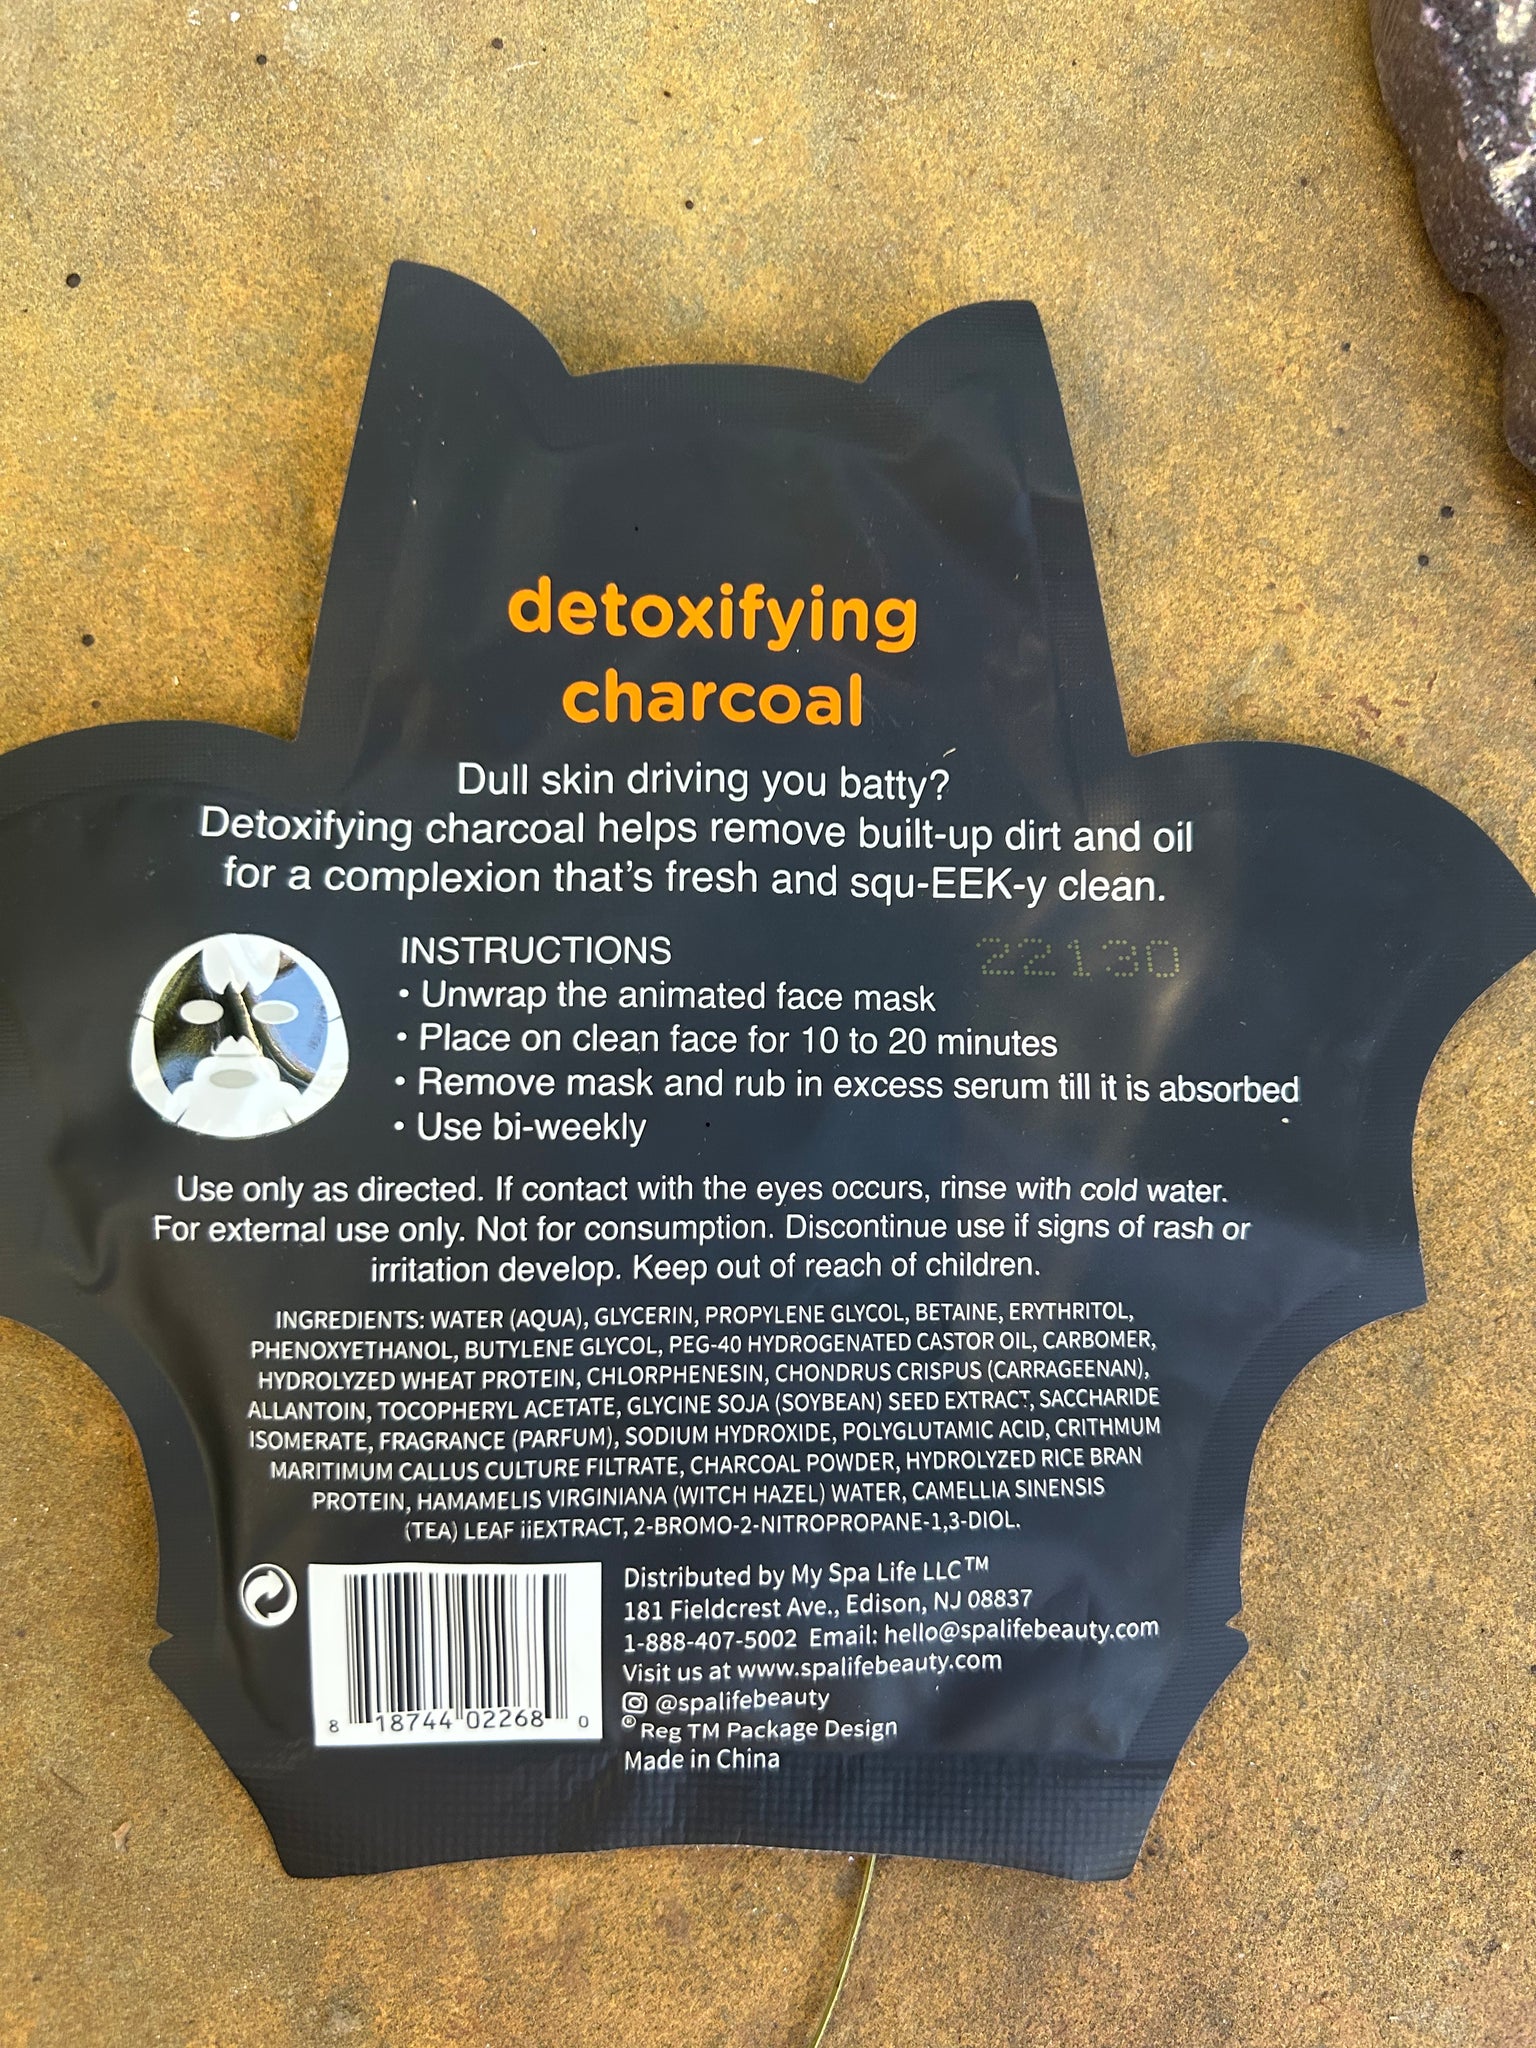 detoxifying
charcoal
Dull skin driving you batty?
Detoxifying charcoal helps remove built-up dirt and oil
for a complexion that's fresh and squ-EEK-y clean.
INSTRUCTIONS
22130
• Unwrap the animated face mask
• Place on clean face for 10 to 20 minutes
• Remove mask and rub in excess serum till it is absorbed
• Use bi-weekly
Use only as directed. If contact with the eyes occurs, rinse with cold water.
For external use only. Not for consumption. Discontinue use if signs of rash or
irritation develop. Keep out of reach of children.
INGREDIENTS: WATER (AQUA), GLYCERIN, PROPYLENE GLYCOL, BETAINE, ERYTHRITOL,
PHENOXYETHANOL, BUTYLENE GLYCOL, PEG-40 HYDROGENATED CASTOR OIL, CARBOMER,
HYDROLYZED WHEAT PROTEIN, CHLORPHENESIN, CHONDRUS CRISPUS (CARRAGEENAN),
ALLANTOIN, TOCOPHERYL ACETATE, GLYCINE SOJA (SOYBEAN) SEED EXTRACT, SACCHARIDE
ISOMERATE, FRAGRANCE (PARFUM), SODIUM HYDROXIDE, POLYGLUTAMIC ACID, CRITHMUM
MARITIMUM CALLUS CULTURE FILTRATE, CHARCOAL POWDER, HYDROLYZED RICE BRAN
PROTEIN, HAMAMELIS VIRGINIANA (WITCH HAZEL) WATER, CAMELLIA SINENSIS
(TEA) LEAF iiEXTRACT, 2-BROMO-2-NITROPROPANE-1,3-DIOL.
8 18744 02268 0
Distributed by My Spa Life LLC™
181 Fieldcrest Ave., Edison, NJ 08837
1-888-407-5002 Email: hello@spalifebeauty.com
Visit us at www.spalifebeauty.com
@spalifebeauty
® Reg TM Package Design
Made in China